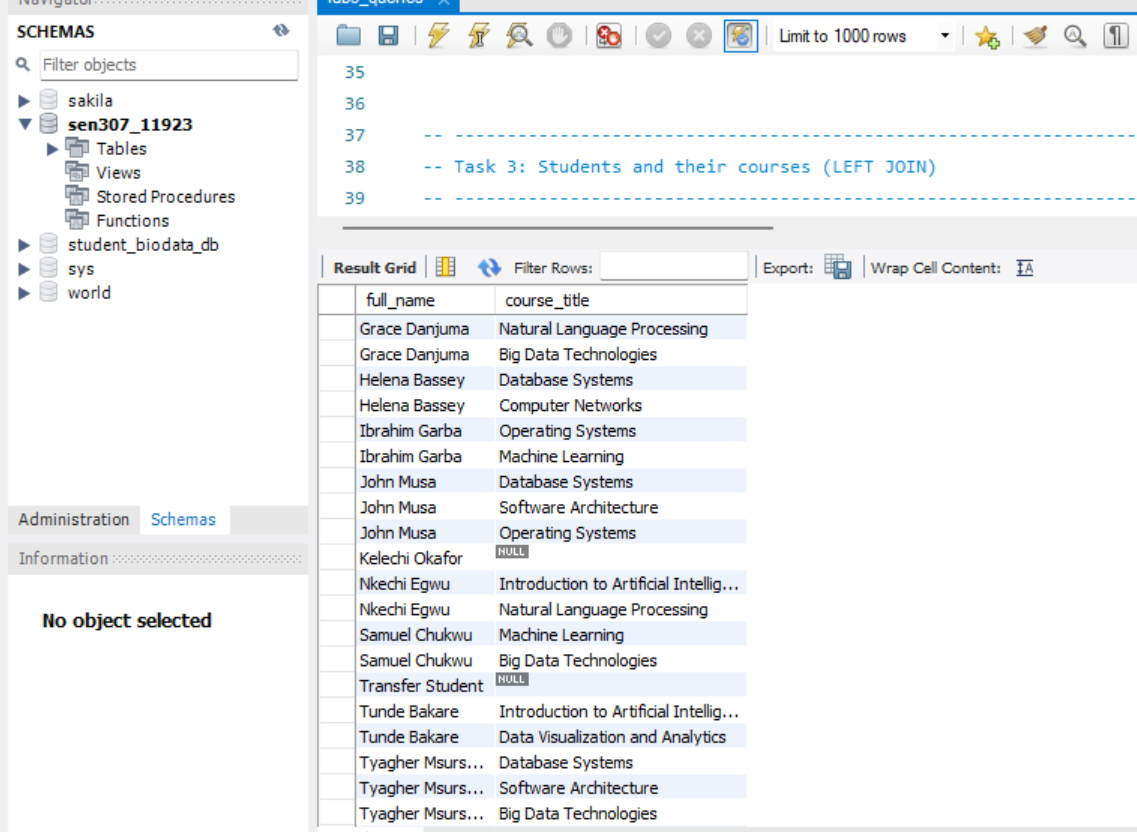 Navigator
SCHEMAS
Filter objects
sakila
sen307_11923
Tables
Views
Stored Procedures
Functions
student_biodata_db
sys
world
Administration Schemas
Information
No object selected
Limit to 1000 rows
35
36
37 -- ----------------------------------------------------------------
38 -- Task 3: Students and their courses (LEFT JOIN)
39 -- ----------------------------------------------------------------
Result Grid Filter Rows: Export: Wrap Cell Content: IA
full_name course_title
Grace Danjuma Natural Language Processing
Grace Danjuma Big Data Technologies
Helena Bassey Database Systems
Helena Bassey Computer Networks
Ibrahim Garba Operating Systems
Ibrahim Garba Machine Learning
John Musa Database Systems
John Musa Software Architecture
John Musa Operating Systems
Kelechi Okafor NULL
Nkechi Egwu Introduction to Artificial Intellig...
Nkechi Egwu Natural Language Processing
Samuel Chukwu Machine Learning
Samuel Chukwu Big Data Technologies
Transfer Student NULL
Tunde Bakare Introduction to Artificial Intellig...
Tunde Bakare Data Visualization and Analytics
Tyagher Msurs... Database Systems
Tyagher Msurs... Software Architecture
Tyagher Msurs... Big Data Technologies